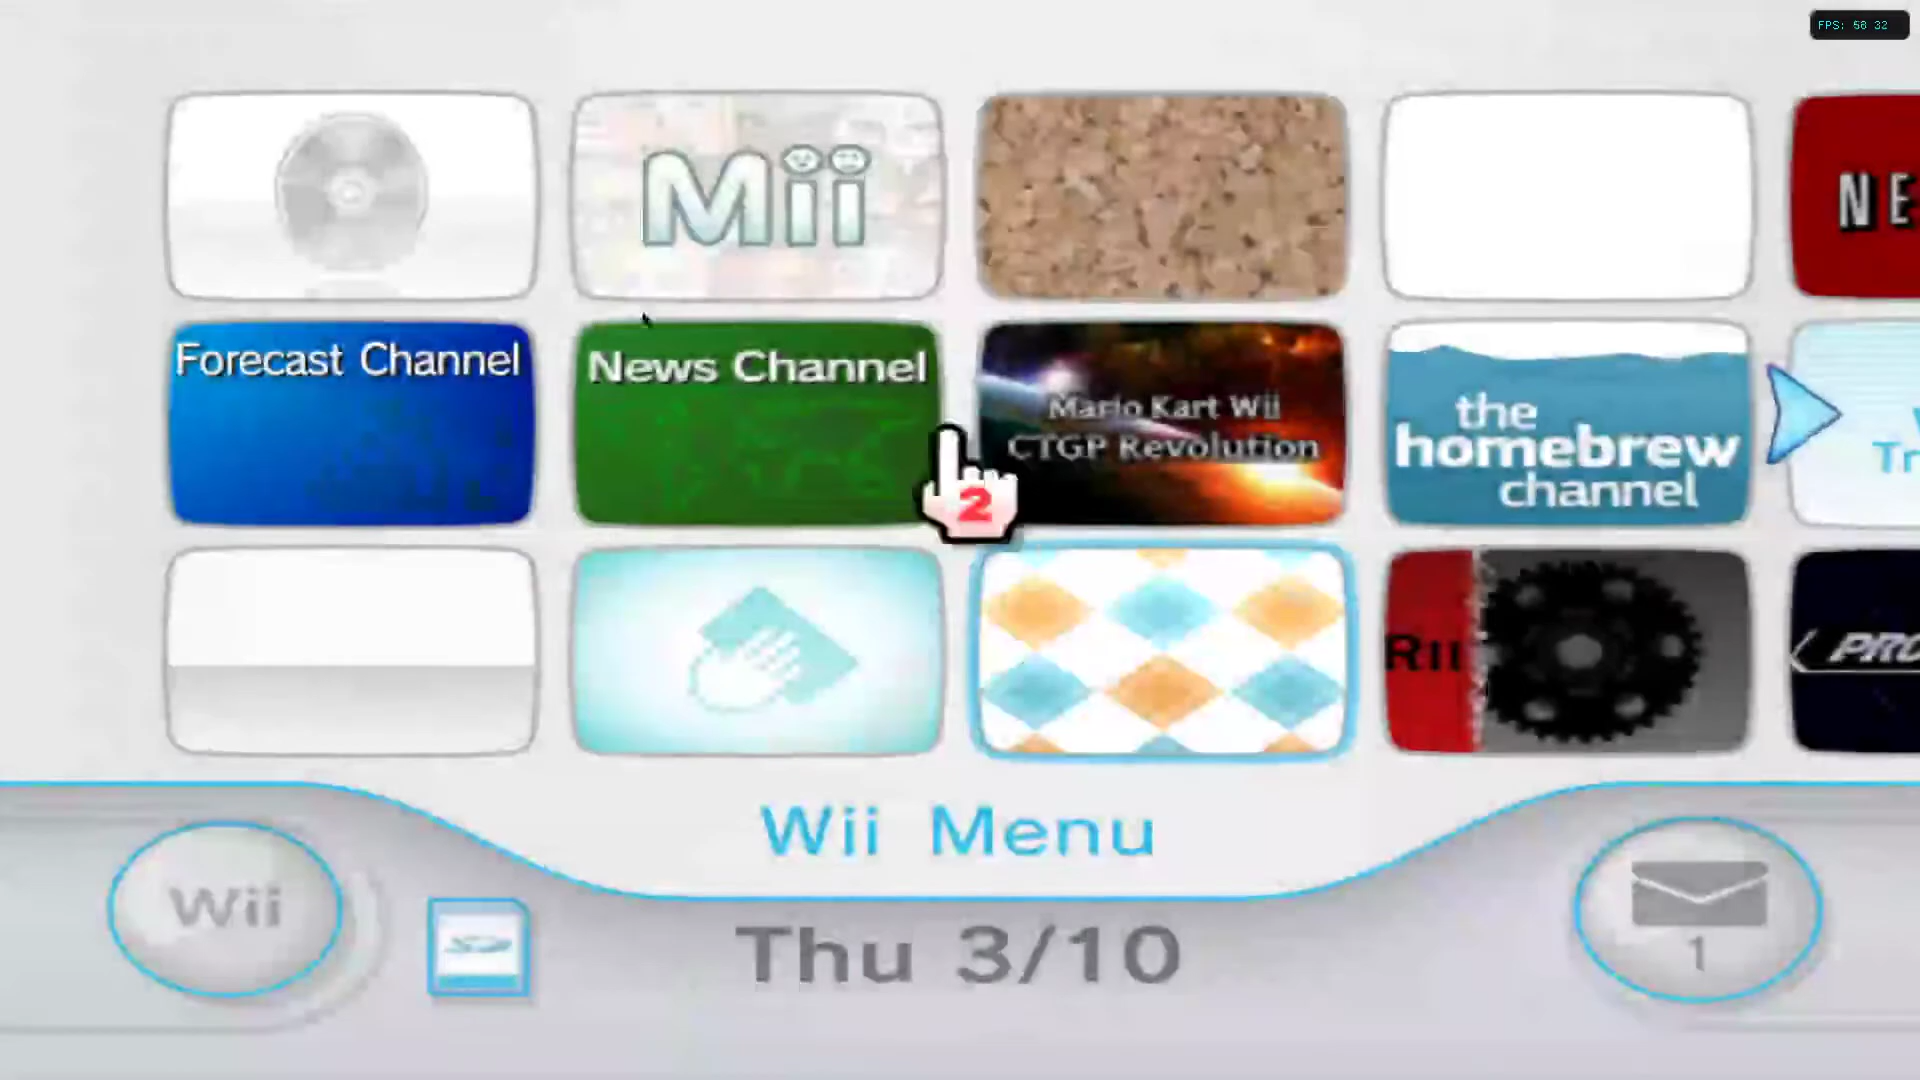 FPS: 58 32
Mii
NE
Forecast Channel
News Channel
Mario Kart Wii
CTGP Revolution
the
homebrew
channel
Tr
2
Rii
PRO
Wii Menu
Wii
SD
Thu 3/10
1